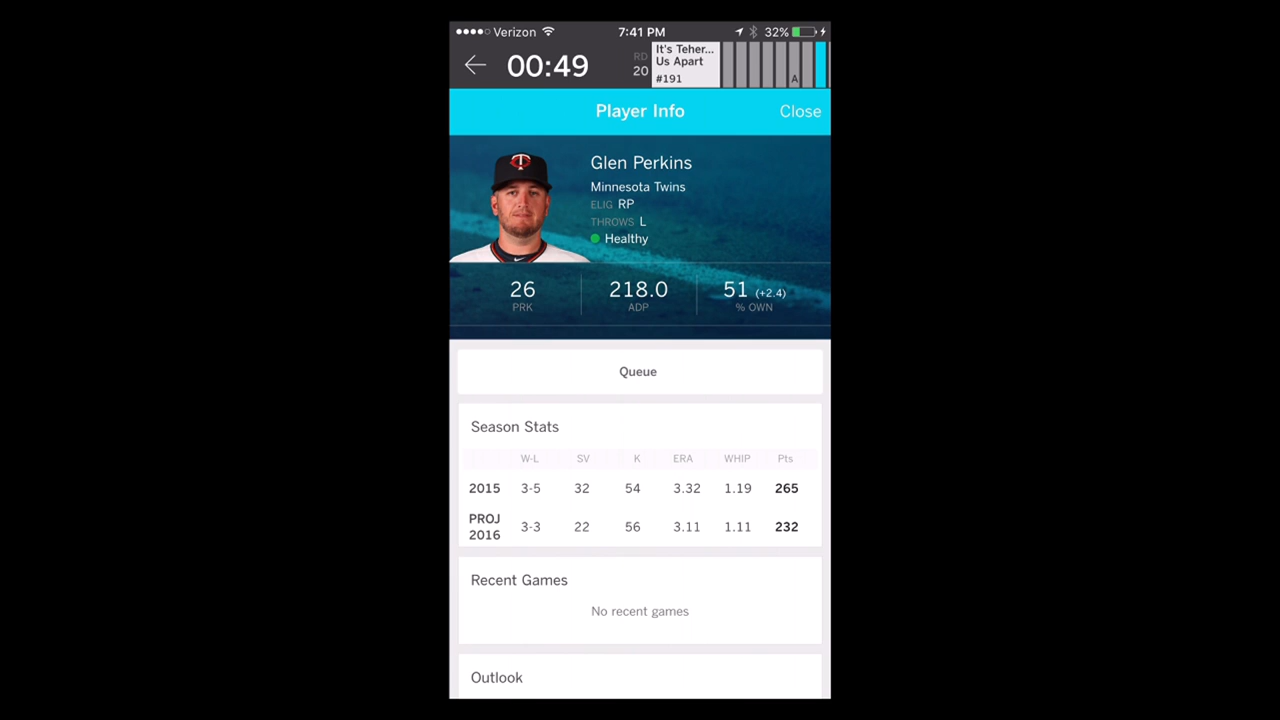 Verizon 7:41 PM 32%
00:49 RD 20 It's Teher... Us Apart #191 A
Player Info Close
Glen Perkins
Minnesota Twins
ELIG RP
THROWS L
Healthy
26 218.0 51 (+2.4)
PRK ADP % OWN
Queue
Season Stats
W-L SV K ERA WHIP Pts
2015 3-5 32 54 3.32 1.19 265
PROJ 2016 3-3 22 56 3.11 1.11 232
Recent Games
No recent games
Outlook